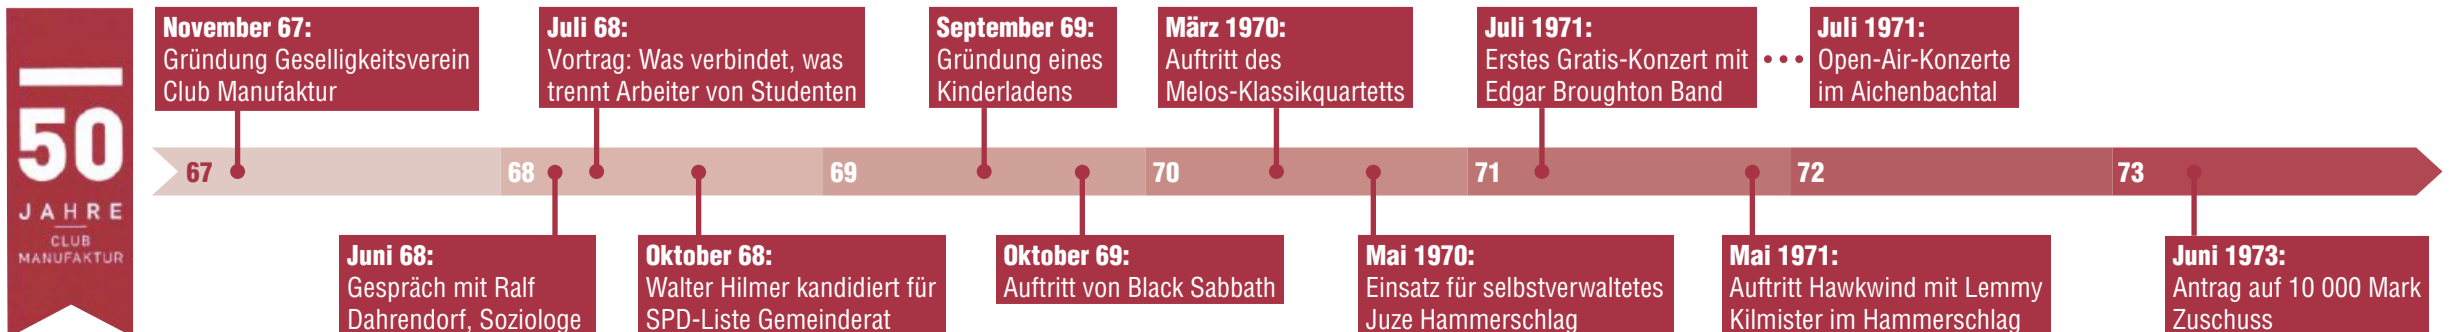 50
JAHRE
CLUB
MANUFAKTUR
November 67:
Gründung Geselligkeitsverein
Club Manufaktur
Juli 68:
Vortrag: Was verbindet, was
trennt Arbeiter von Studenten
September 69:
Gründung eines
Kinderladens
März 1970:
Auftritt des
Melos-Klassikquartetts
Juli 1971:
Erstes Gratis-Konzert mit
Edgar Broughton Band
Juli 1971:
Open-Air-Konzerte
im Aichenbachtal
67
68
69
70
71
72
73
Juni 68:
Gespräch mit Ralf
Dahrendorf, Soziologe
Oktober 68:
Walter Hilmer kandidiert für
SPD-Liste Gemeinderat
Oktober 69:
Auftritt von Black Sabbath
Mai 1970:
Einsatz für selbstverwaltetes
Juze Hammerschlag
Mai 1971:
Auftritt Hawkwind mit Lemmy
Kilmister im Hammerschlag
Juni 1973:
Antrag auf 10 000 Mark
Zuschuss